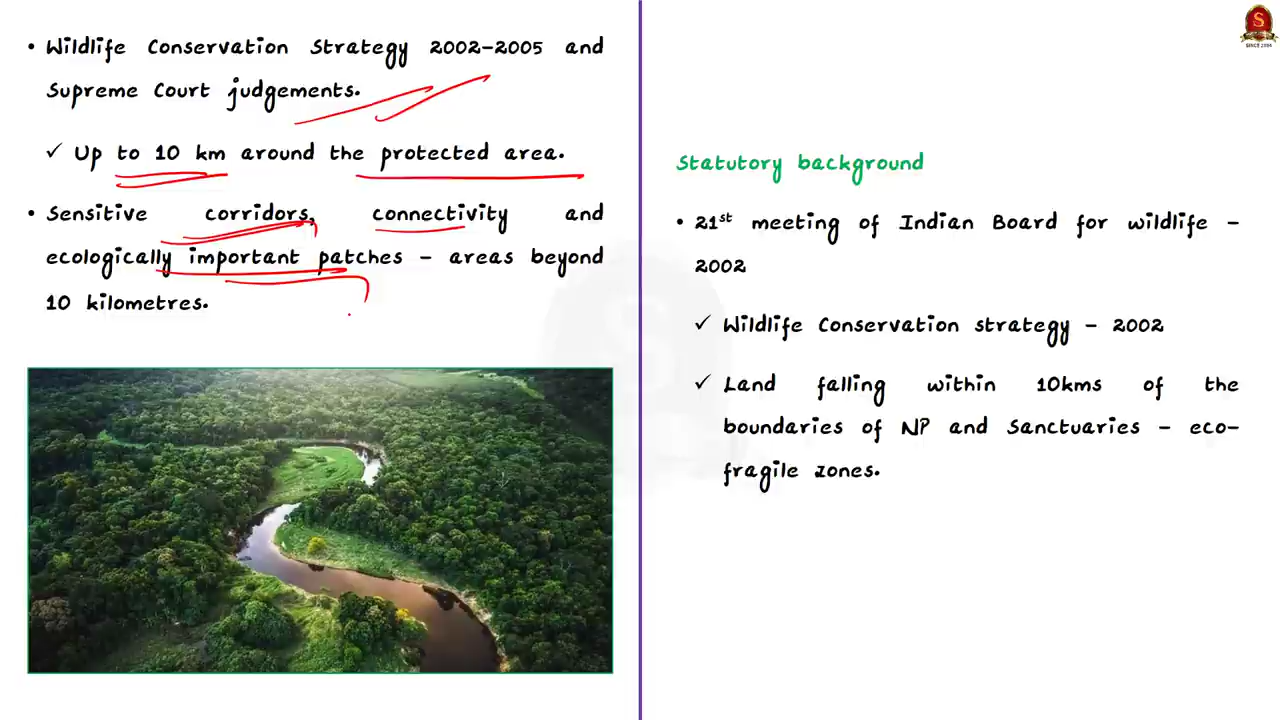 • Wildlife Conservation Strategy 2002-2005 and
Supreme Court judgements.
✓ Up to 10 km around the protected area.
• Sensitive corridors, connectivity and
ecologically important patches – areas beyond
10 kilometres.
Statutory background
• 21st meeting of Indian Board for wildlife –
2002
✓ Wildlife Conservation strategy – 2002
✓ Land falling within 10kms of the
boundaries of NP and Sanctuaries – eco-
fragile zones.
S
SINCE 2004